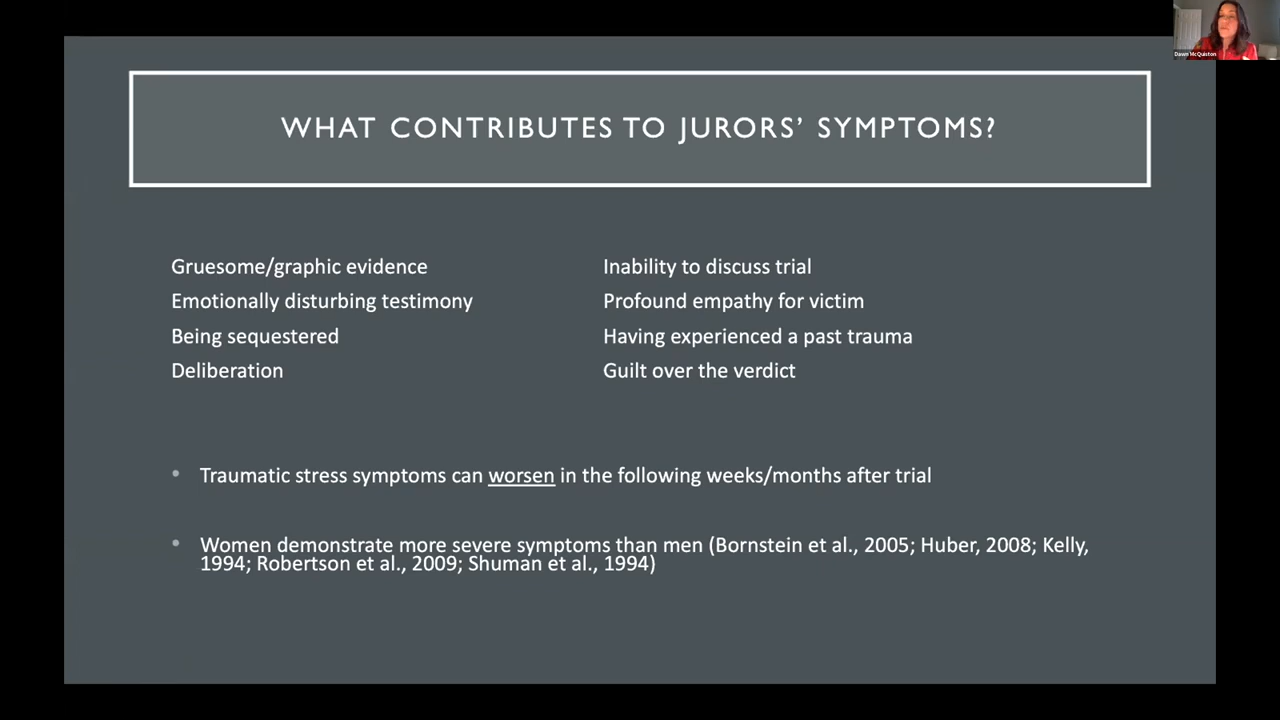 Dawn McQuiston
WHAT CONTRIBUTES TO JURORS' SYMPTOMS?
Gruesome/graphic evidence
Emotionally disturbing testimony
Being sequestered
Deliberation
Inability to discuss trial
Profound empathy for victim
Having experienced a past trauma
Guilt over the verdict
• Traumatic stress symptoms can worsen in the following weeks/months after trial
• Women demonstrate more severe symptoms than men (Bornstein et al., 2005; Huber, 2008; Kelly,
1994; Robertson et al., 2009; Shuman et al., 1994)